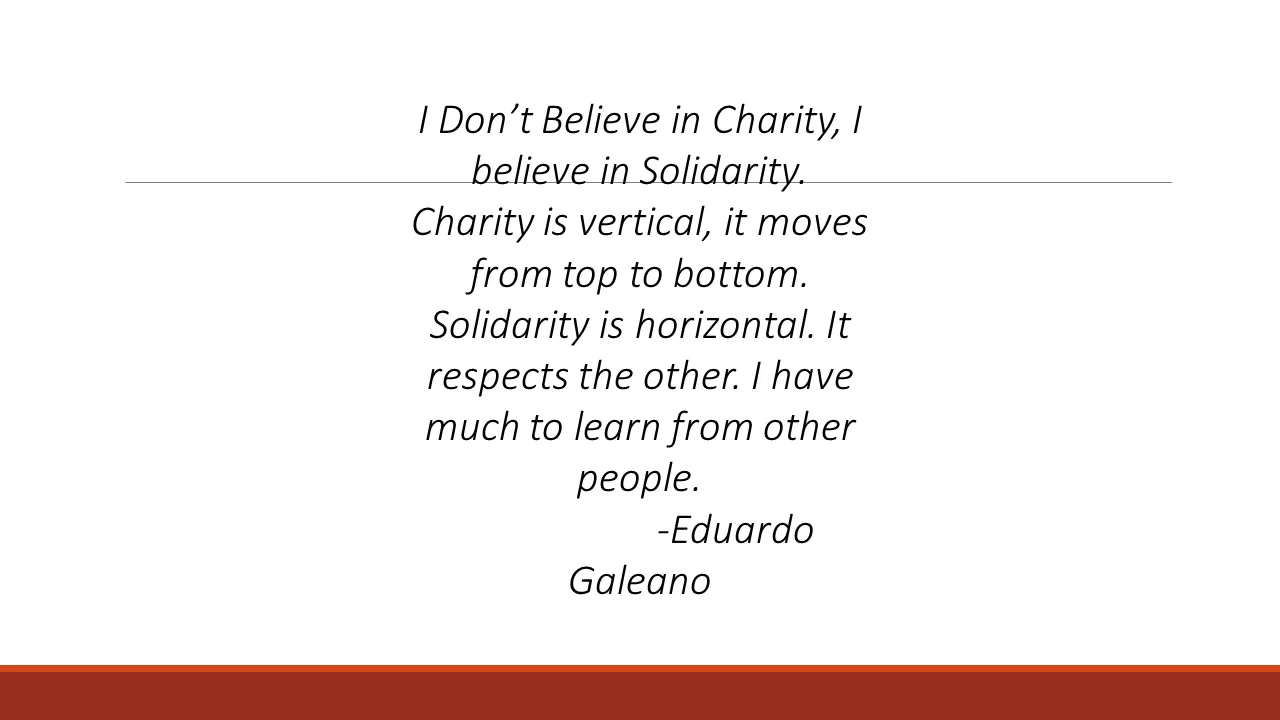 I Don’t Believe in Charity, I
believe in Solidarity.
Charity is vertical, it moves
from top to bottom.
Solidarity is horizontal. It
respects the other. I have
much to learn from other
people.
-Eduardo
Galeano